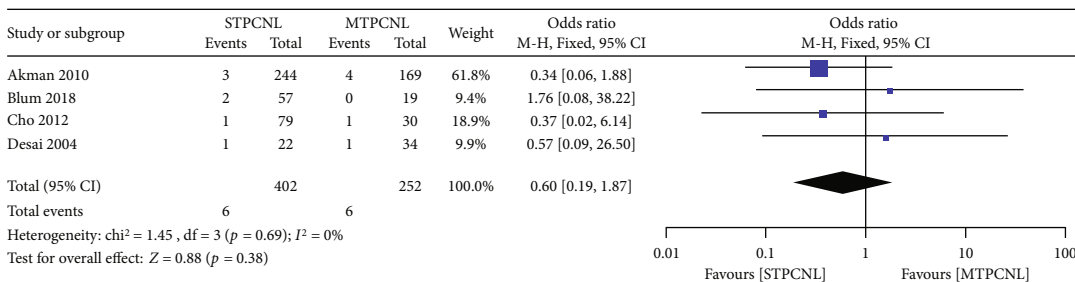 Study or subgroup STPCNL MTPCNL Weight Odds ratio Odds ratio
Events Total Events Total M-H, Fixed, 95% CI M-H, Fixed, 95% CI
Akman 2010 3 244 4 169 61.8% 0.34 [0.06, 1.88]
Blum 2018 2 57 0 19 9.4% 1.76 [0.08, 38.22]
Cho 2012 1 79 1 30 18.9% 0.37 [0.02, 6.14]
Desai 2004 1 22 1 34 9.9% 0.57 [0.09, 26.50]
Total (95% CI) 402 252 100.0% 0.60 [0.19, 1.87]
Total events 6 6
Heterogeneity: chi² = 1.45 , df = 3 (p = 0.69); I² = 0%
Test for overall effect: Z = 0.88 (p = 0.38)
0.01 0.1 1 10 100
Favours [STPCNL] Favours [MTPCNL]